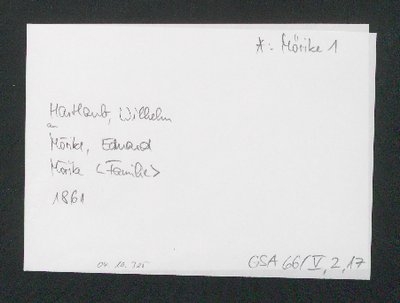 A: Mörike 1
Hartlaub, Wilhelm
an
Mörike, Eduard
Mörike <Familie>
1861
GSA 66/V, 2, 17